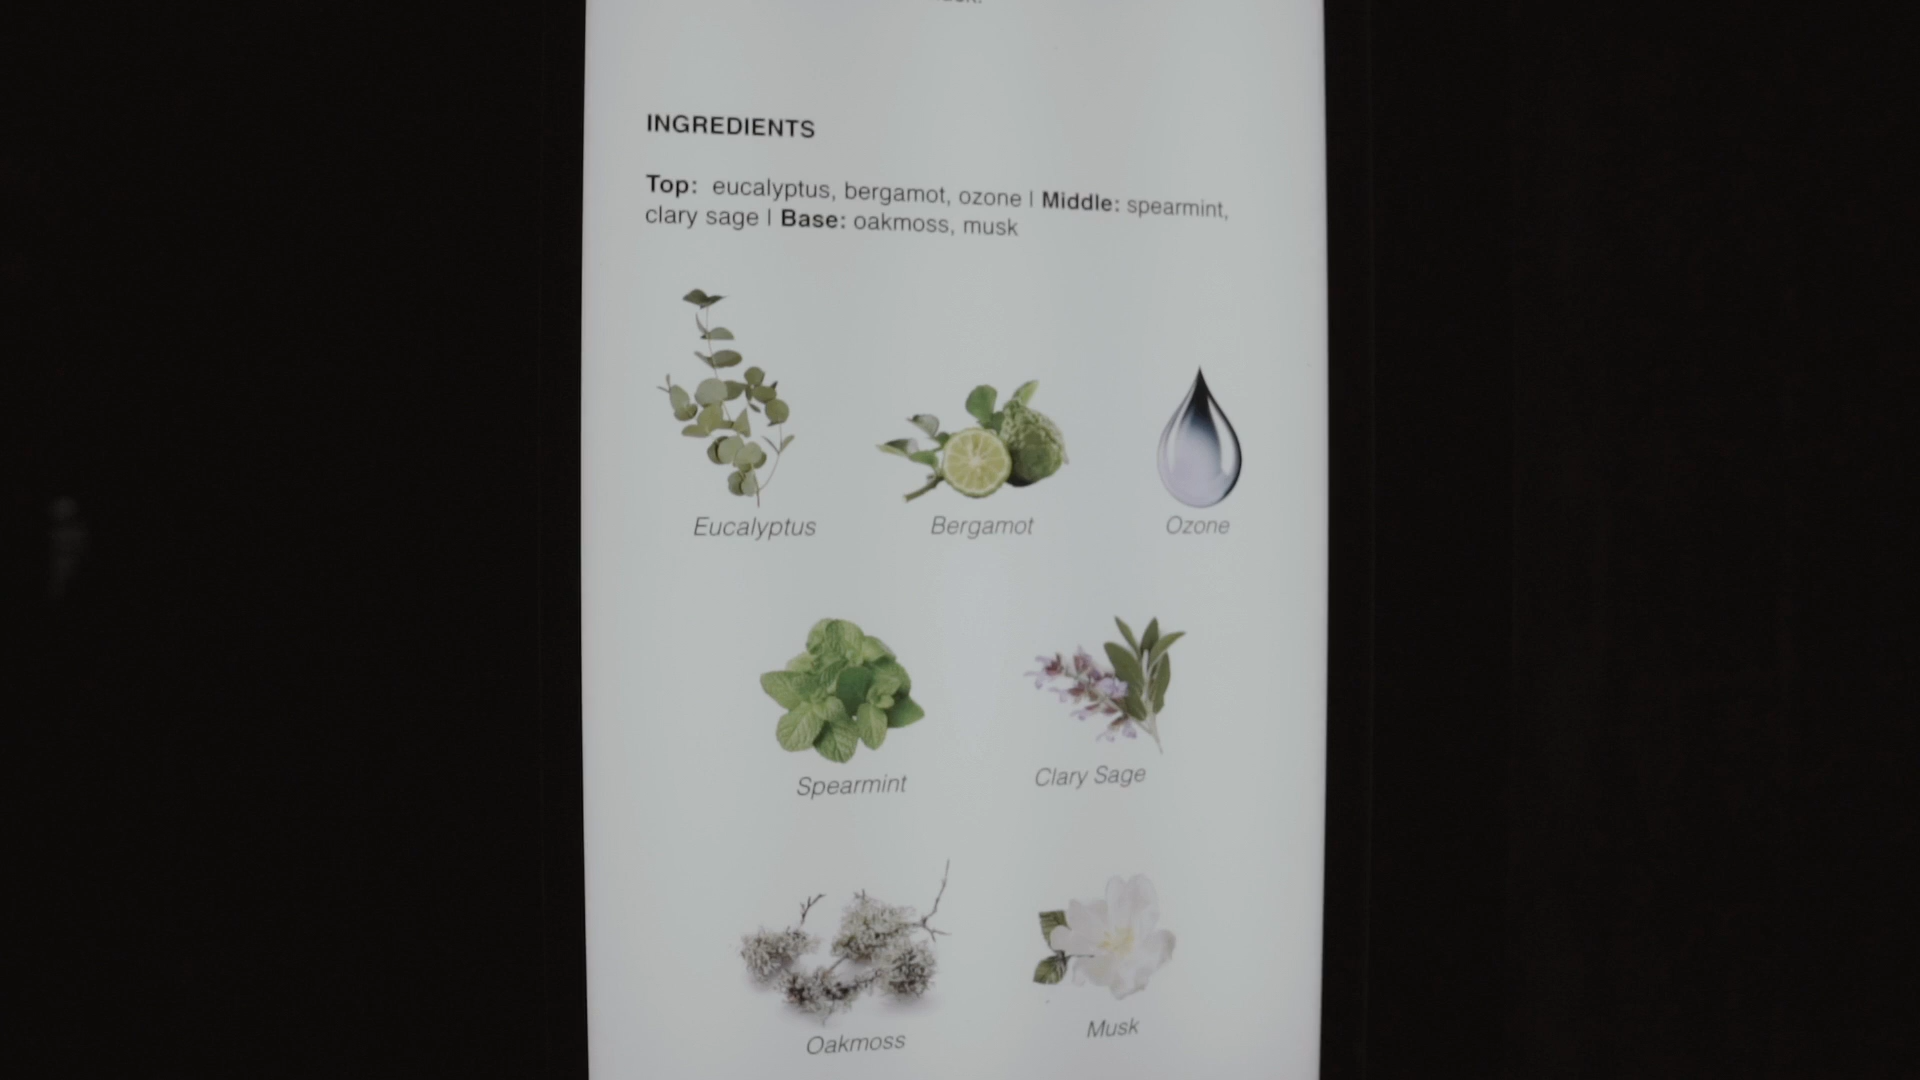 INGREDIENTS
Top: eucalyptus, bergamot, ozone | Middle: spearmint,
clary sage | Base: oakmoss, musk
Eucalyptus
Bergamot
Ozone
Spearmint
Clary Sage
Oakmoss
Musk